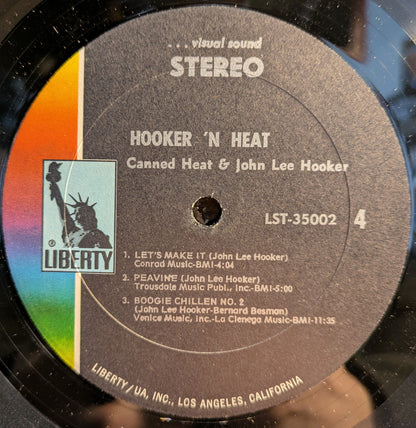 ...visual sound
STEREO
HOOKER 'N HEAT
Canned Heat & John Lee Hooker
LST-35002 4
® LIBERTY
1. LET'S MAKE IT (John Lee Hooker)
Conrad Music-BMI-4:04
2. PEAVINE (John Lee Hooker)
Trousdale Music Publ., Inc.-BMI-5:00
3. BOOGIE CHILLEN NO. 2
(John Lee Hooker-Bernard Besman)
Venice Music, Inc.-La Cienega Music-BMI-11:35
LIBERTY/UA, INC., LOS ANGELES, CALIFORNIA